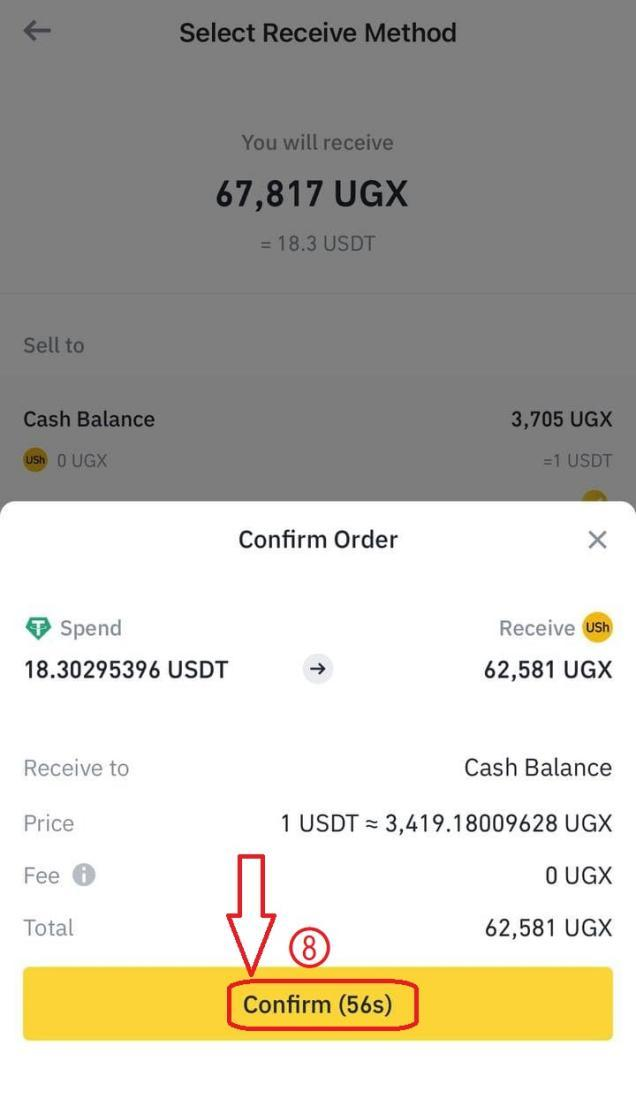 Select Receive Method
You will receive
67,817 UGX
= 18.3 USDT
Sell to
Cash Balance 3,705 UGX
USh 0 UGX =1 USDT
Confirm Order
Spend Receive USh
18.30295396 USDT 62,581 UGX
Receive to Cash Balance
Price 1 USDT ≈ 3,419.18009628 UGX
Fee 0 UGX
Total 62,581 UGX
⑧
Confirm (56s)